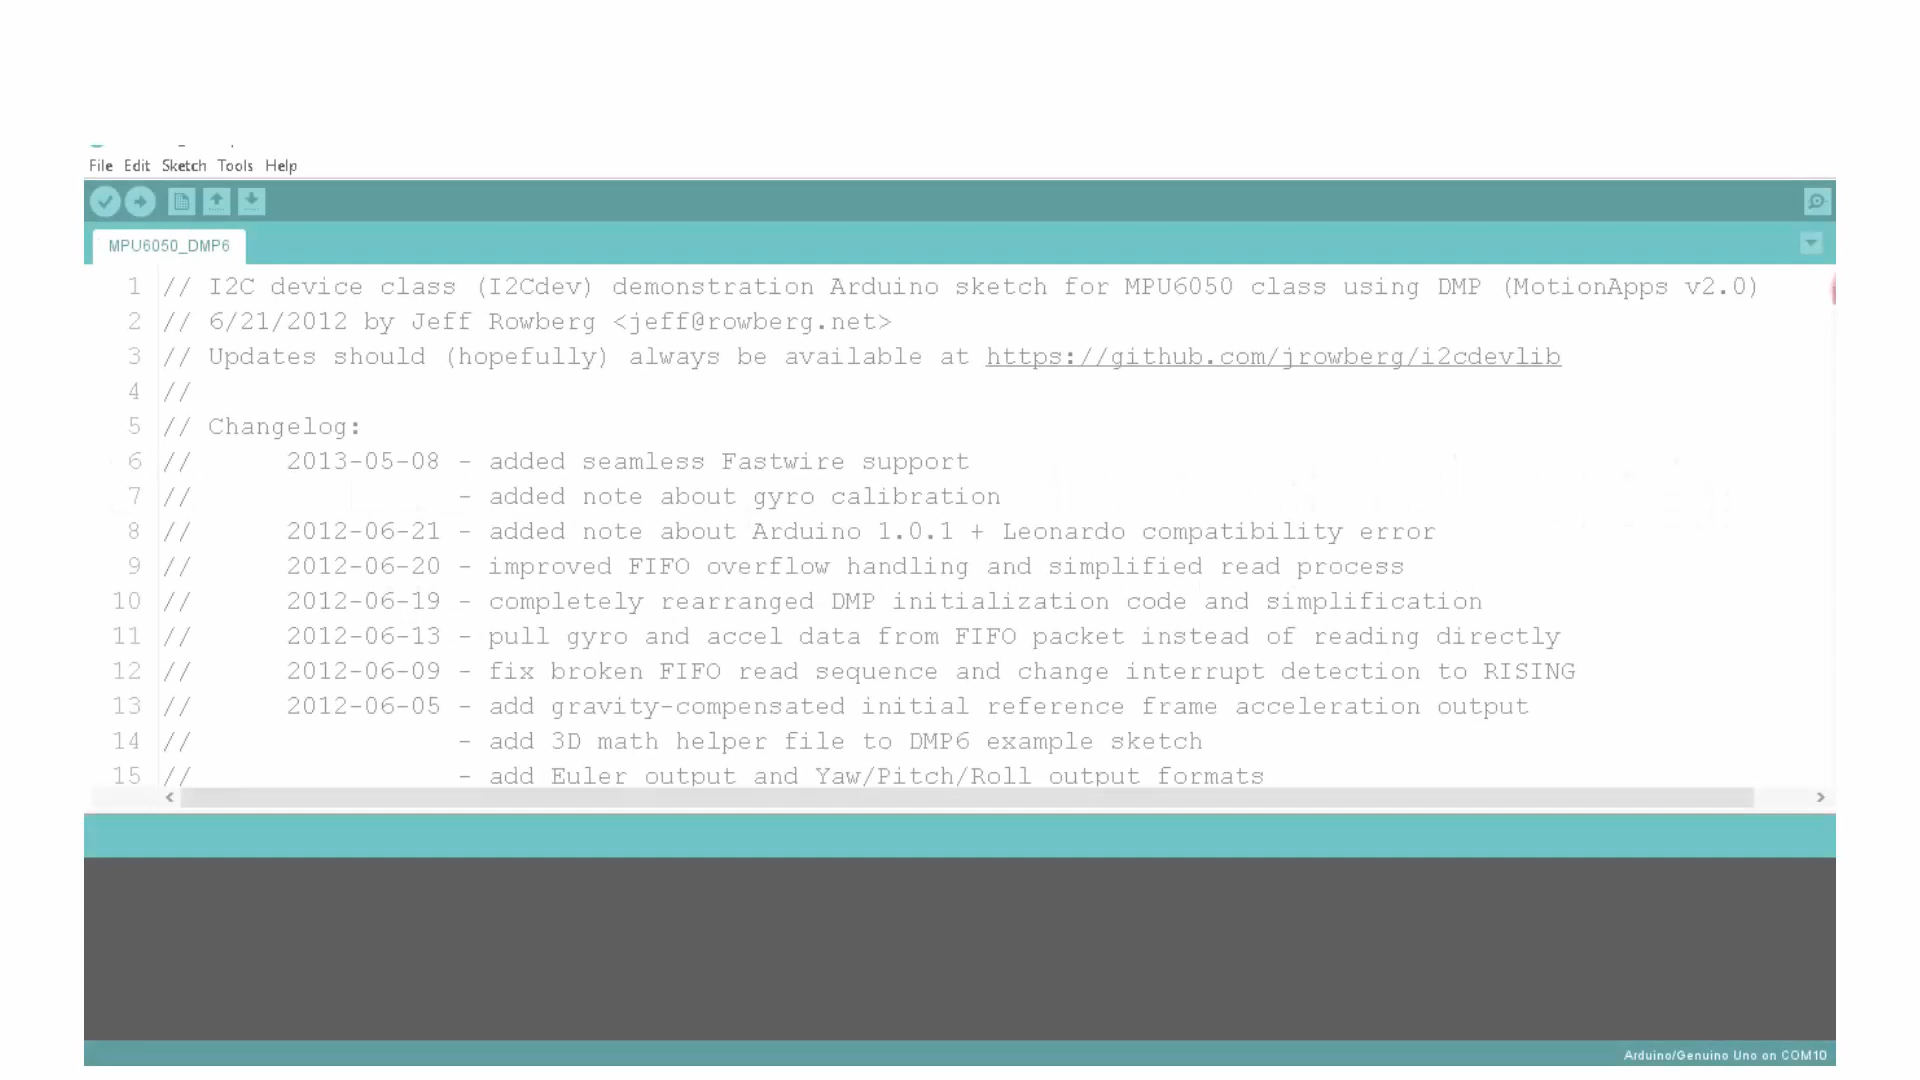 File Edit Sketch Tools Help
MPU6050_DMP6
1 // I2C device class (I2Cdev) demonstration Arduino sketch for MPU6050 class using DMP (MotionApps v2.0)
2 // 6/21/2012 by Jeff Rowberg <jeff@rowberg.net>
3 // Updates should (hopefully) always be available at https://github.com/jrowberg/i2cdevlib
4 //
5 // Changelog:
6 //      2013-05-08 - added seamless Fastwire support
7 //                 - added note about gyro calibration
8 //      2012-06-21 - added note about Arduino 1.0.1 + Leonardo compatibility error
9 //      2012-06-20 - improved FIFO overflow handling and simplified read process
10 //      2012-06-19 - completely rearranged DMP initialization code and simplification
11 //      2012-06-13 - pull gyro and accel data from FIFO packet instead of reading directly
12 //      2012-06-09 - fix broken FIFO read sequence and change interrupt detection to RISING
13 //      2012-06-05 - add gravity-compensated initial reference frame acceleration output
14 //                 - add 3D math helper file to DMP6 example sketch
15 //                 - add Euler output and Yaw/Pitch/Roll output formats
Arduino/Genuino Uno on COM10